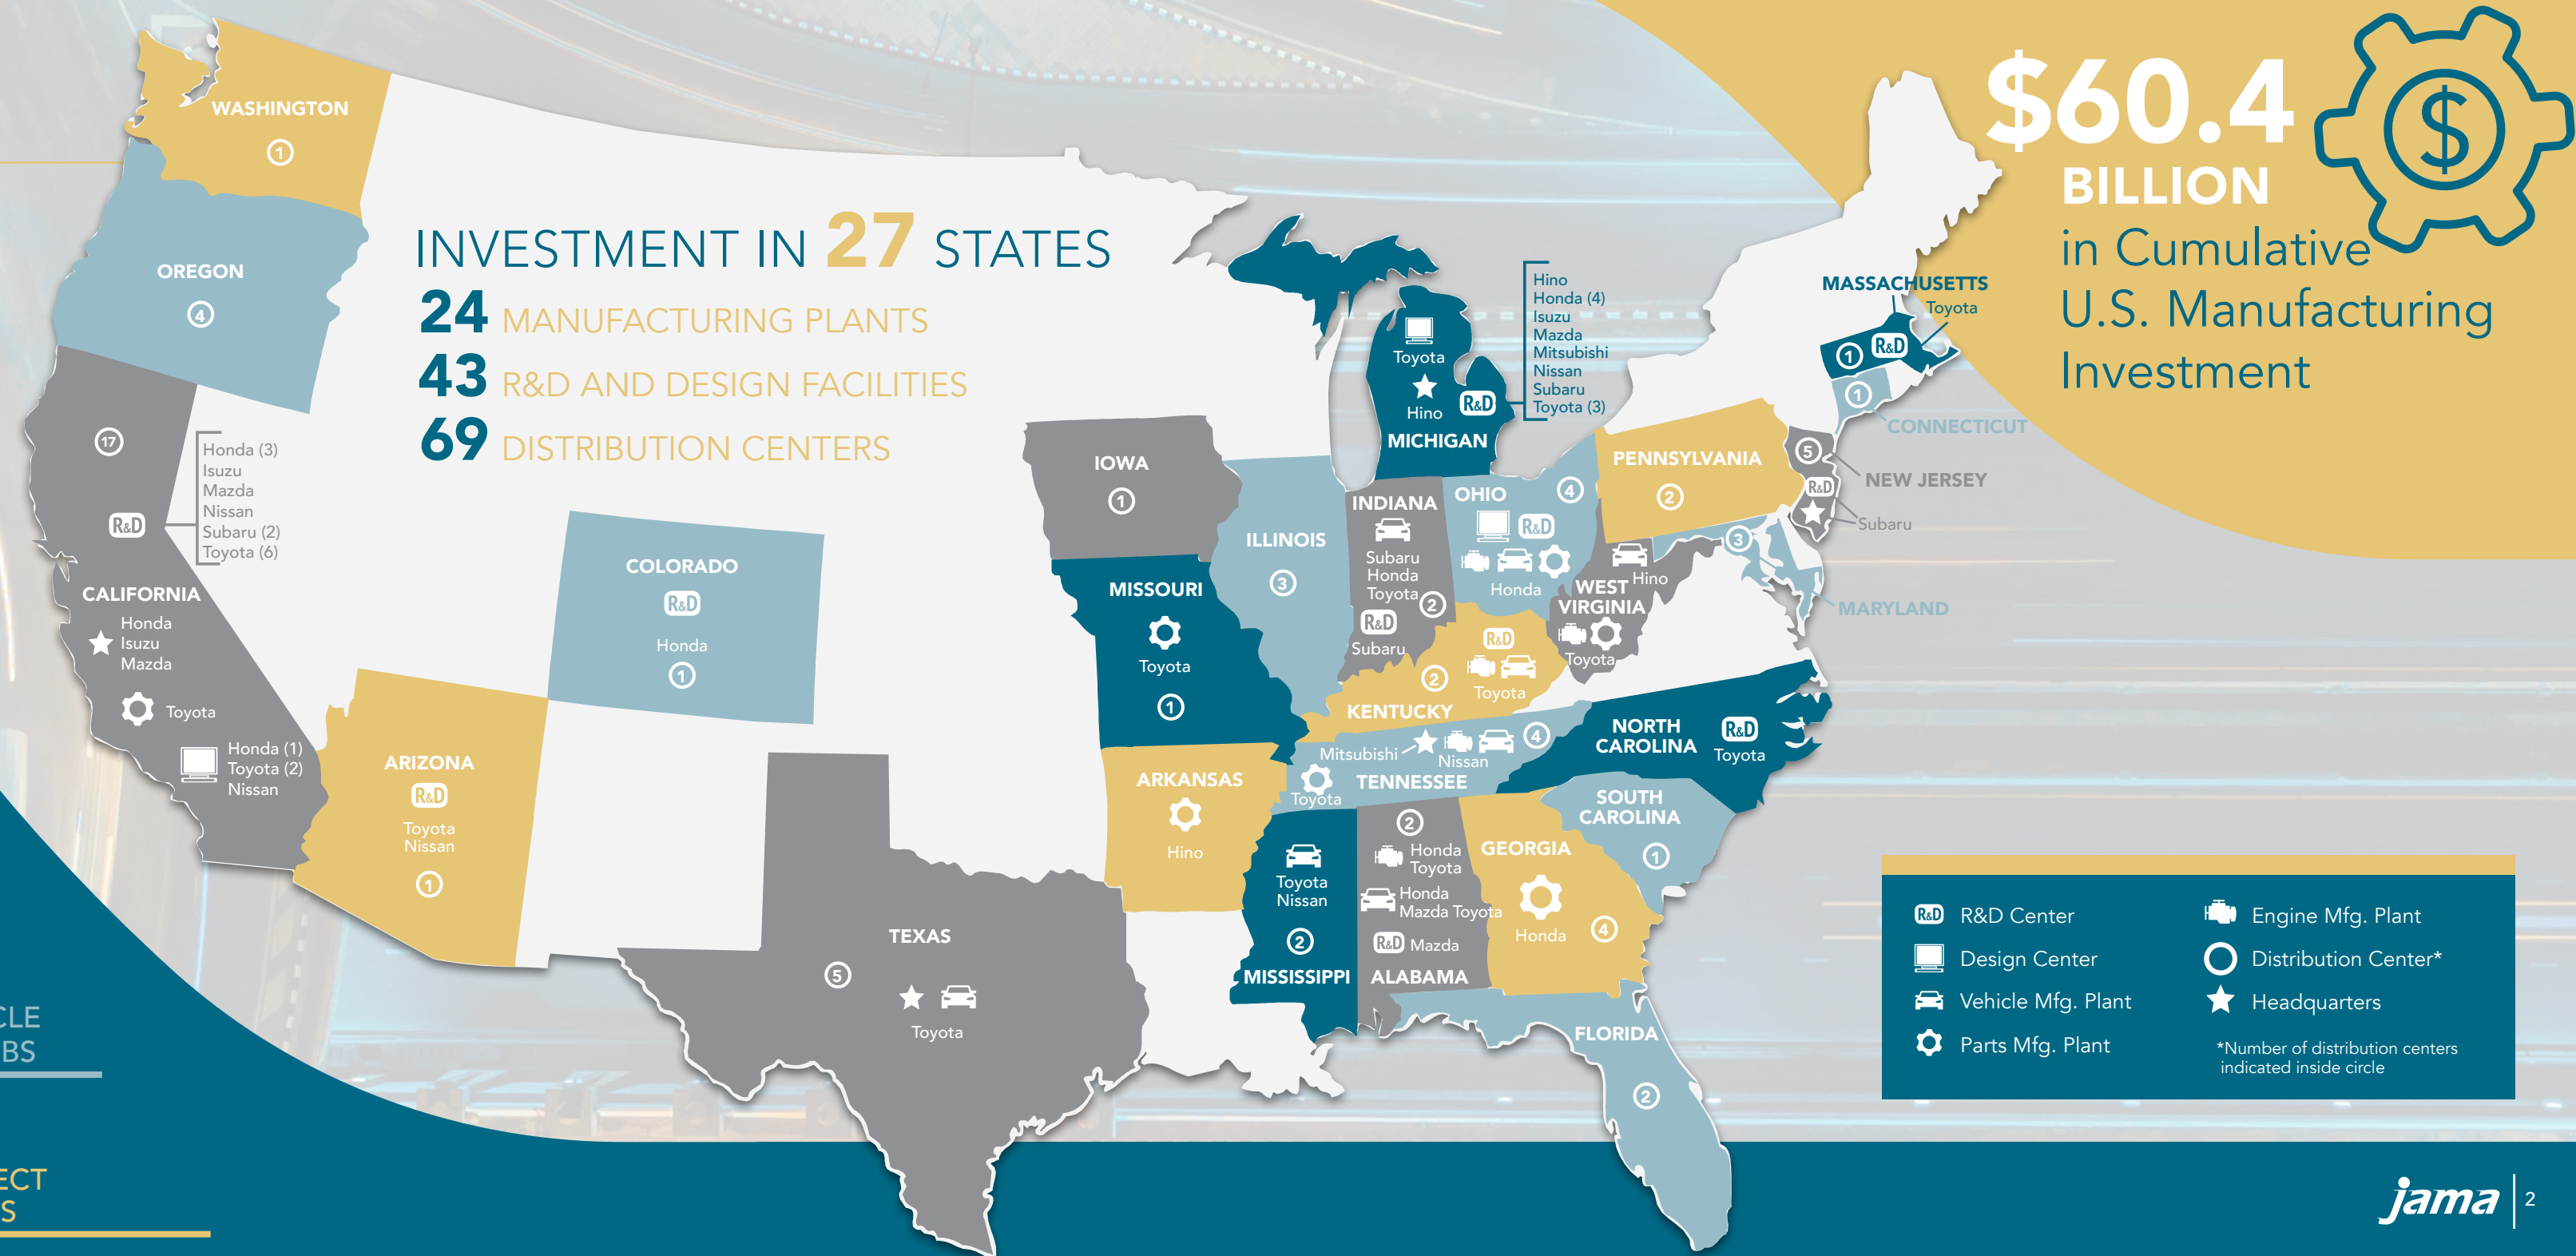 $60.4
BILLION
in Cumulative
U.S. Manufacturing
Investment
INVESTMENT IN 27 STATES
24 MANUFACTURING PLANTS
43 R&D AND DESIGN FACILITIES
69 DISTRIBUTION CENTERS
WASHINGTON
1
OREGON
4
17
Honda (3)
Isuzu
Mazda
Nissan
Subaru (2)
Toyota (6)
R&D
CALIFORNIA
Honda
Isuzu
Mazda
Toyota
Honda (1)
Toyota (2)
Nissan
ARIZONA
R&D
Toyota
Nissan
1
COLORADO
R&D
Honda
1
TEXAS
5
Toyota
IOWA
1
MISSOURI
Toyota
1
ARKANSAS
Hino
ILLINOIS
3
Toyota
Hino
R&D
MICHIGAN
Hino
Honda (4)
Isuzu
Mazda
Mitsubishi
Nissan
Subaru
Toyota (3)
INDIANA
Subaru
Honda
Toyota
2
R&D
Subaru
OHIO
4
R&D
Honda
R&D
2
Toyota
KENTUCKY
Hino
WEST
VIRGINIA
Toyota
PENNSYLVANIA
2
MASSACHUSETTS
Toyota
1
R&D
1
CONNECTICUT
5
NEW JERSEY
R&D
Subaru
3
MARYLAND
Mitsubishi
Nissan
4
TENNESSEE
Toyota
NORTH
CAROLINA
R&D
Toyota
SOUTH
CAROLINA
1
Toyota
Nissan
2
MISSISSIPPI
2
Honda
Toyota
Honda
Mazda Toyota
R&D Mazda
ALABAMA
GEORGIA
Honda
4
FLORIDA
2
R&D R&D Center
Design Center
Vehicle Mfg. Plant
Parts Mfg. Plant
Engine Mfg. Plant
Distribution Center*
Headquarters
*Number of distribution centers
indicated inside circle
CLE
BS
ECT
S
jama
2